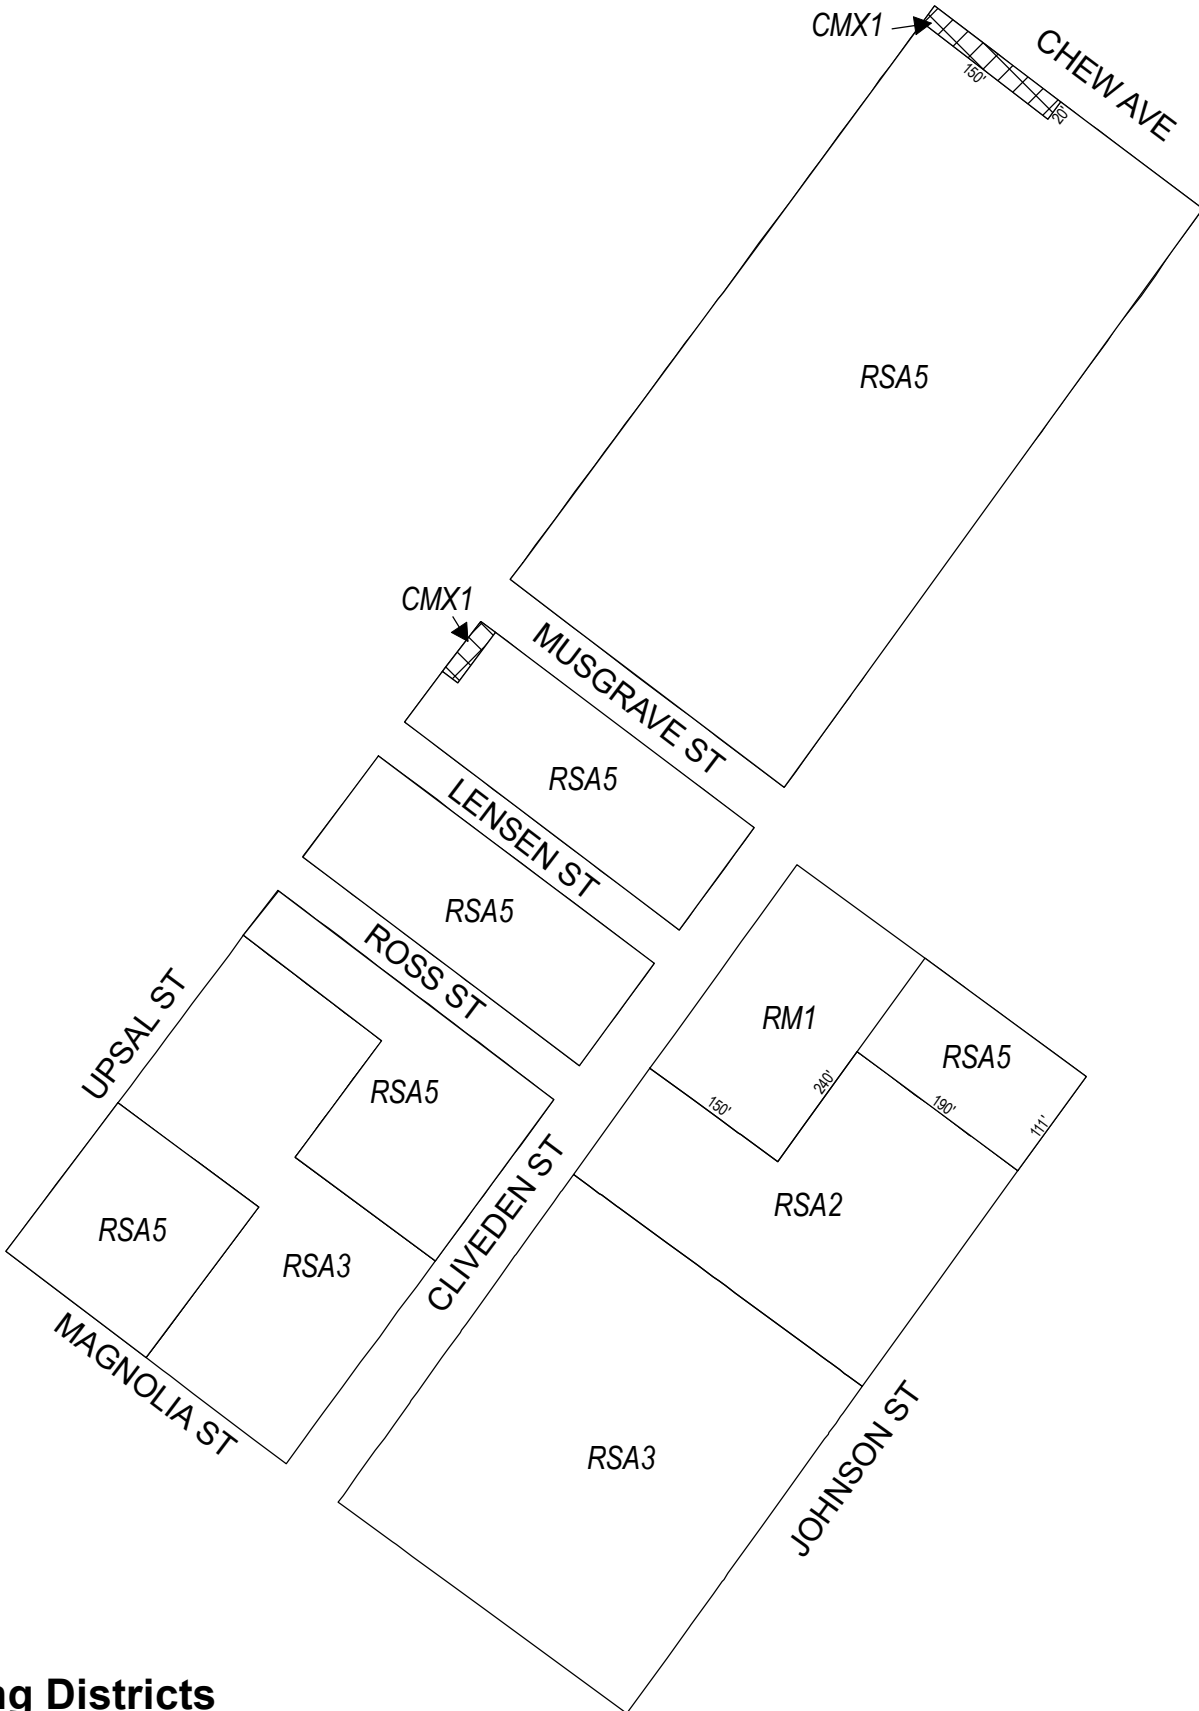 CMX1
CHEW AVE
150'
20'
RSA5
CMX1
MUSGRAVE ST
RSA5
LENSEN ST
RSA5
ROSS ST
UPSAL ST
RM1
RSA5
RSA5
240'
150'
190'
111'
CLIVEDEN ST
RSA2
RSA5
RSA3
MAGNOLIA ST
JOHNSON ST
RSA3
ng Districts